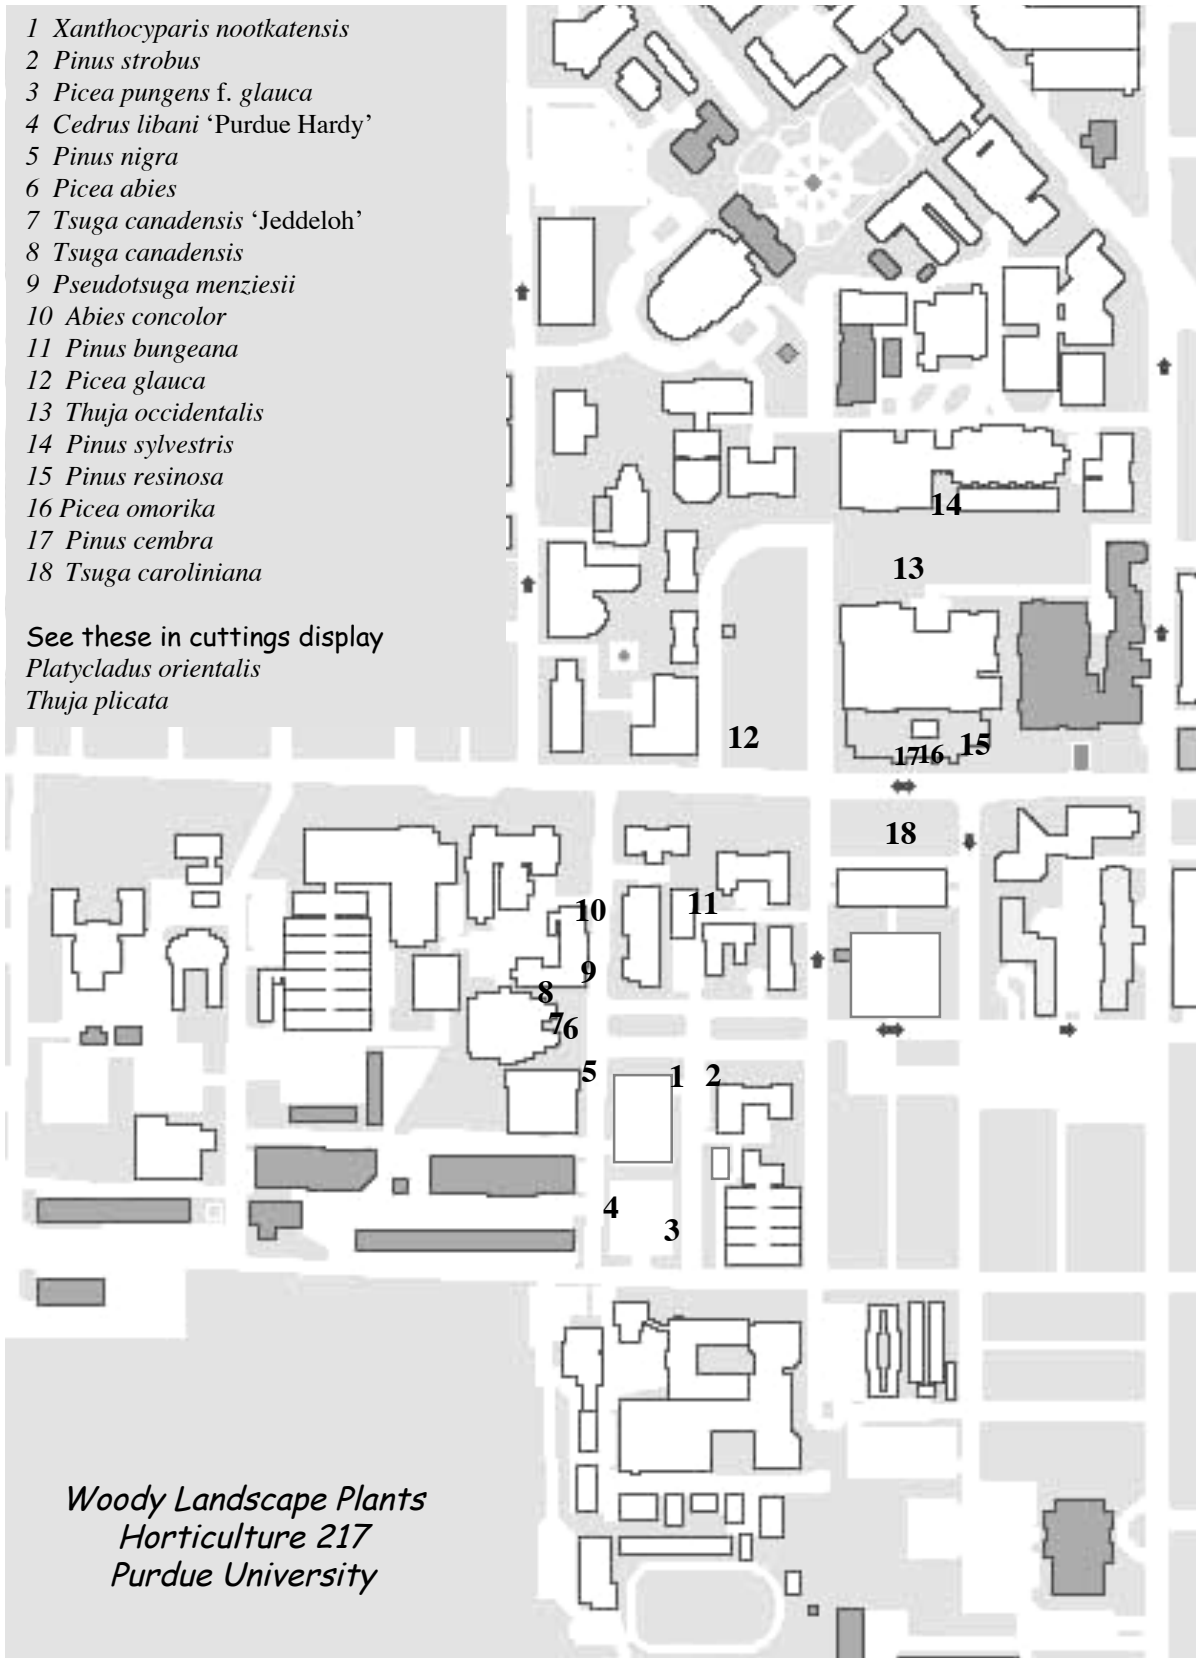 1 Xanthocyparis nootkatensis
2 Pinus strobus
3 Picea pungens f. glauca
4 Cedrus libani ‘Purdue Hardy’
5 Pinus nigra
6 Picea abies
7 Tsuga canadensis ‘Jeddeloh’
8 Tsuga canadensis
9 Pseudotsuga menziesii
10 Abies concolor
11 Pinus bungeana
12 Picea glauca
13 Thuja occidentalis
14 Pinus sylvestris
15 Pinus resinosa
16 Picea omorika
17 Pinus cembra
18 Tsuga caroliniana
See these in cuttings display
Platycladus orientalis
Thuja plicata
14
13
12
17 16 15
18
10
11
9
8
7 6
5
1
2
4
3
Woody Landscape Plants
Horticulture 217
Purdue University